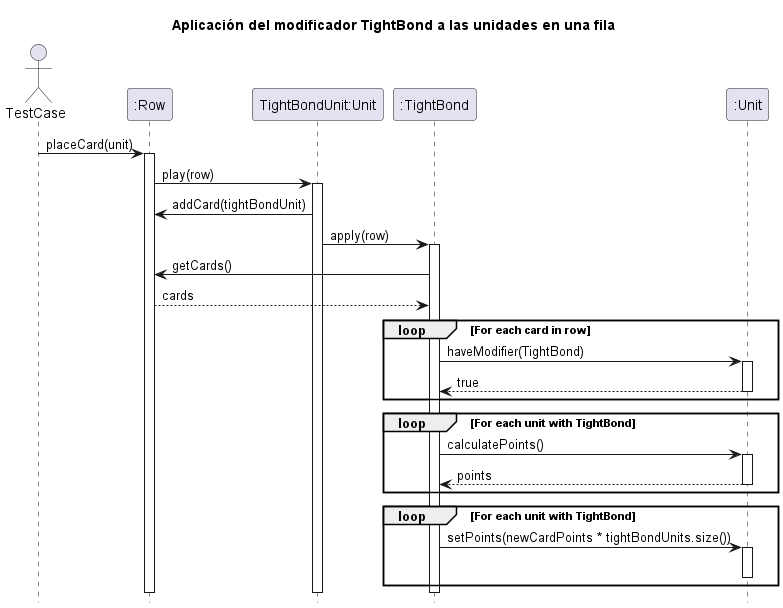 Aplicación del modificador TightBond a las unidades en una fila
TestCase
:Row
TightBondUnit:Unit
:TightBond
:Unit
placeCard(unit)
play(row)
addCard(tightBondUnit)
apply(row)
getCards()
cards
loop [For each card in row]
haveModifier(TightBond)
true
loop [For each unit with TightBond]
calculatePoints()
points
loop [For each unit with TightBond]
setPoints(newCardPoints * tightBondUnits.size())